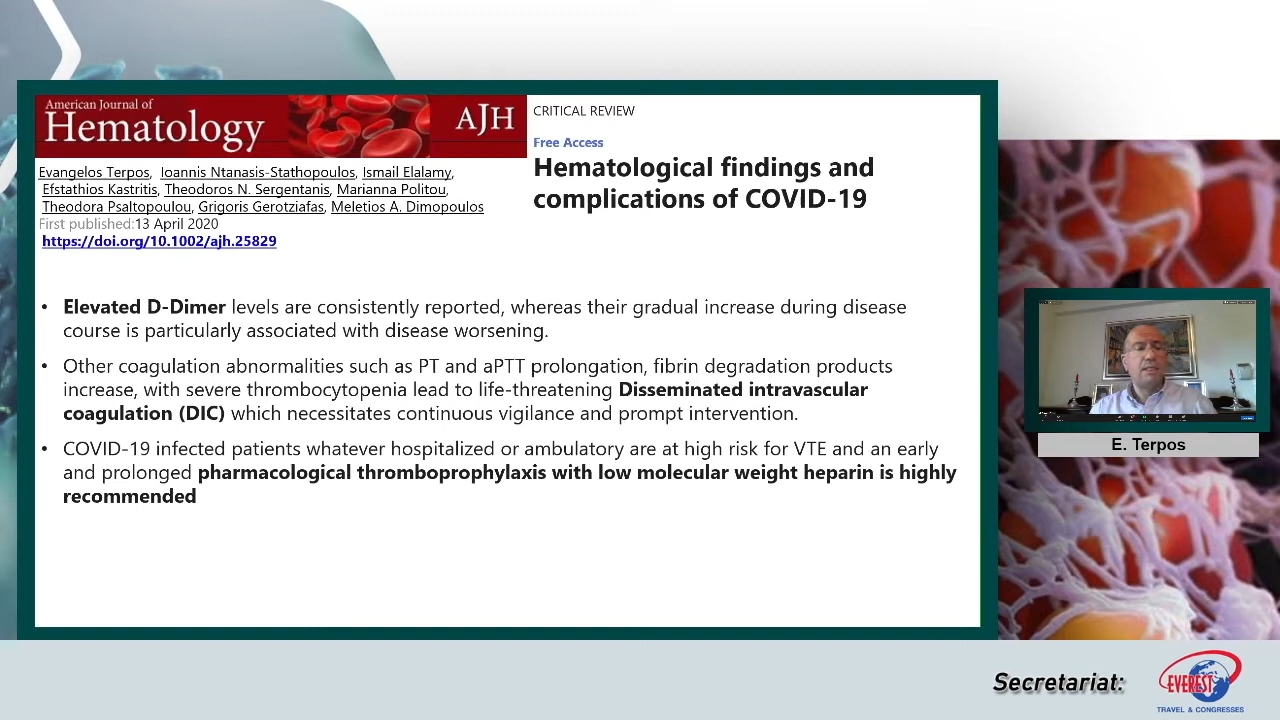 American Journal of
Hematology
AJH
CRITICAL REVIEW
Free Access
Hematological findings and
complications of COVID-19
Evangelos Terpos, Ioannis Ntanasis-Stathopoulos, Ismail Elalamy,
Efstathios Kastritis, Theodoros N. Sergentanis, Marianna Politou,
Theodora Psaltopoulou, Grigoris Gerotziafas, Meletios A. Dimopoulos
First published:13 April 2020
https://doi.org/10.1002/ajh.25829
• Elevated D-Dimer levels are consistently reported, whereas their gradual increase during disease
course is particularly associated with disease worsening.
• Other coagulation abnormalities such as PT and aPTT prolongation, fibrin degradation products
increase, with severe thrombocytopenia lead to life-threatening Disseminated intravascular
coagulation (DIC) which necessitates continuous vigilance and prompt intervention.
• COVID-19 infected patients whatever hospitalized or ambulatory are at high risk for VTE and an early
and prolonged pharmacological thromboprophylaxis with low molecular weight heparin is highly
recommended
E. Terpos
Secretariat:
EVEREST
TRAVEL & CONGRESSES